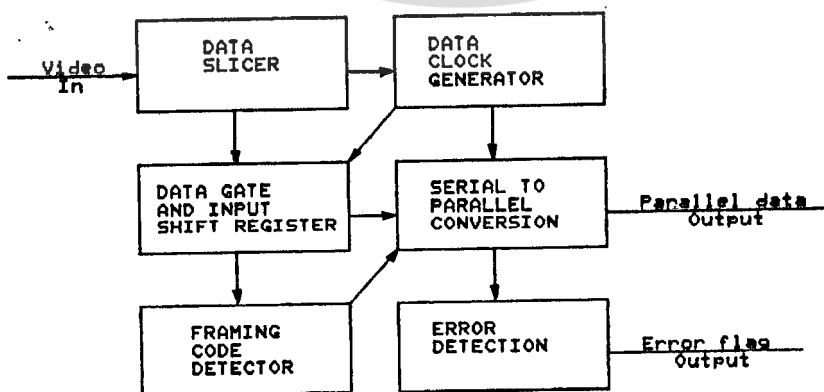 Video
In
DATA
SLICER
DATA
CLOCK
GENERATOR
DATA GATE
AND INPUT
SHIFT REGISTER
SERIAL TO
PARALLEL
CONVERSION
Parallel data
Output
FRAMING
CODE
DETECTOR
ERROR
DETECTION
Error flag
Output